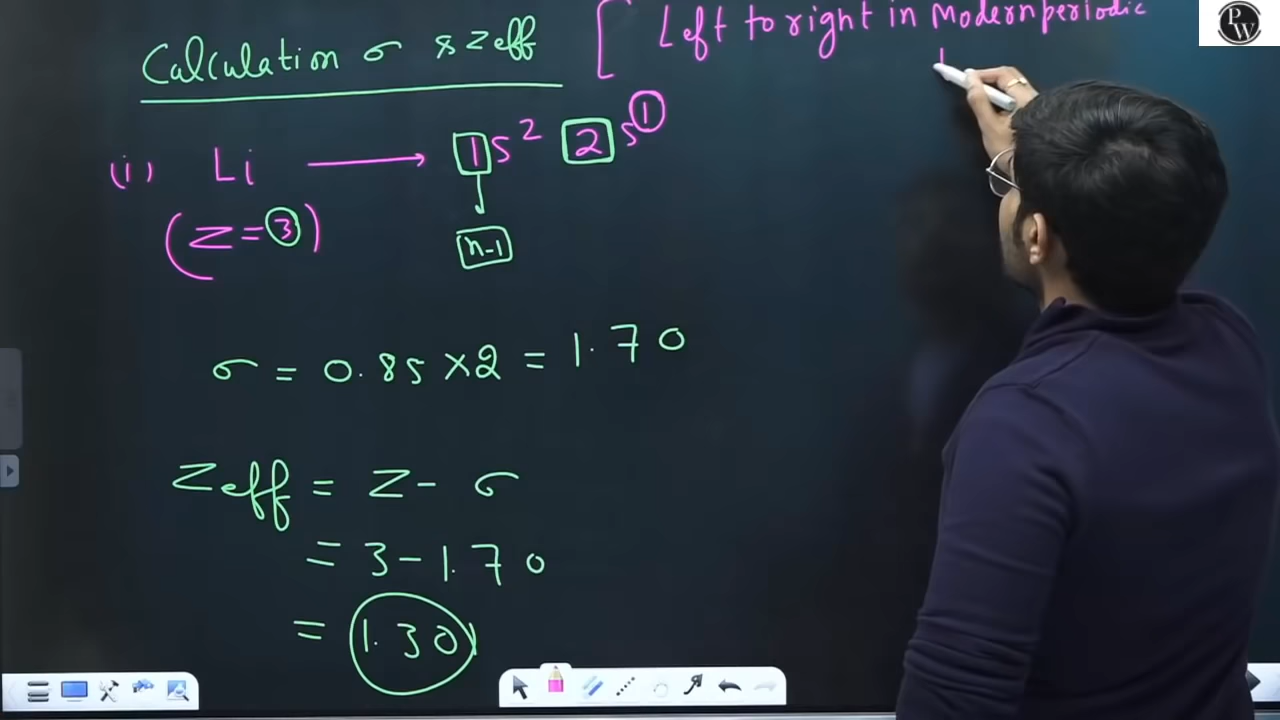 Calculation σ & Zeff [ Left to right in Modern periodic
(i) Li → 1s² 2s¹
(Z=3) n-1
σ = 0.85 × 2 = 1.70
Zeff = Z - σ
= 3 - 1.70
= 1.30
PW